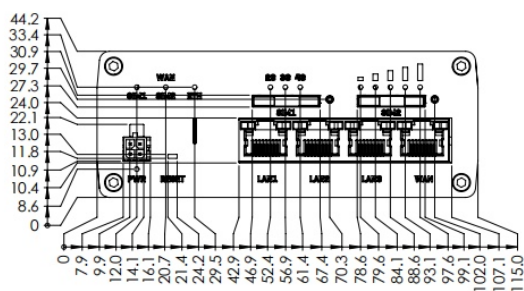 44.2
33.4
30.9
29.7
27.3
24.0
22.1
13.0
11.8
10.9
10.4
8.6
0
WAN
SIM1 SIM2 ETH
2G 3G 4G
SIM1 SIM2
PWR RESET LAN1 LAN2 LAN3 WAN
0 7.9 9.9 12.0 14.1 16.1 20.7 21.4 24.2 29.5 42.9 46.9 52.4 56.9 61.4 67.4 70.3 78.6 79.6 84.1 88.6 93.1 97.6 99.1 102.0 107.1 115.0